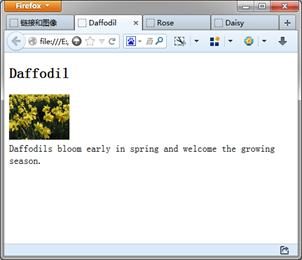 Firefox
链接和图像
Daffodil
Rose
Daisy
file:///E:
Daffodil
Daffodils bloom early in spring and welcome the growing
season.